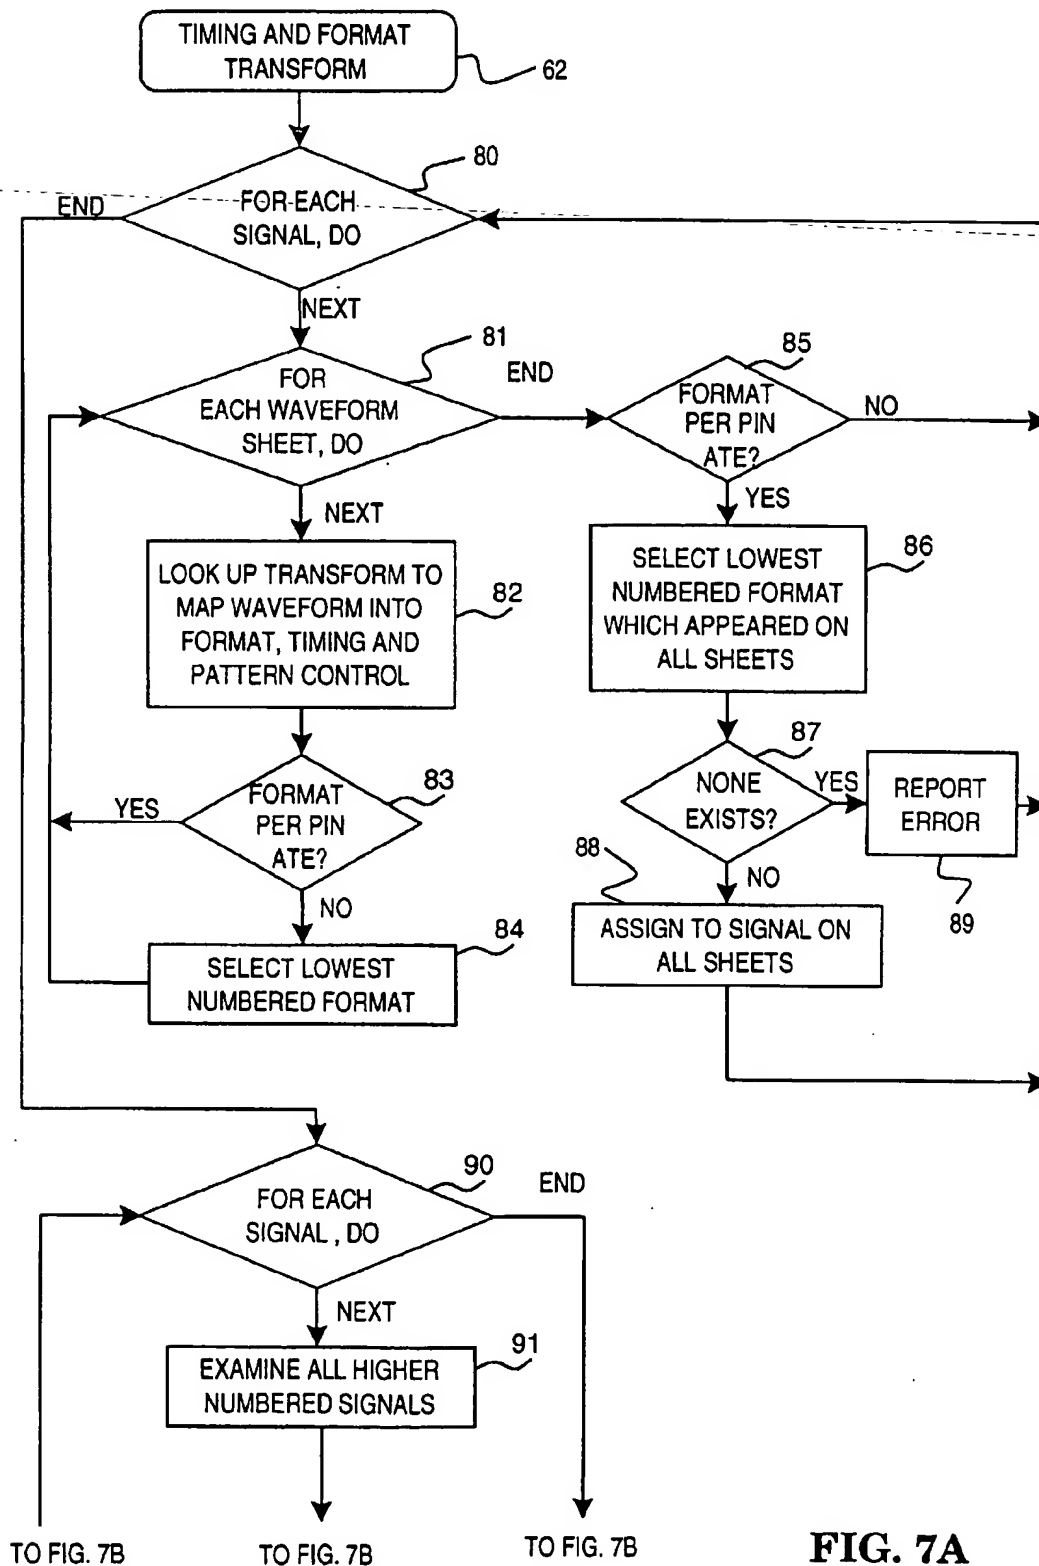 TIMING AND FORMAT
TRANSFORM
62
80
END
FOR EACH
SIGNAL, DO
NEXT
81
FOR
EACH WAVEFORM
SHEET, DO
END
85
FORMAT
PER PIN
ATE?
NO
NEXT
YES
LOOK UP TRANSFORM TO
MAP WAVEFORM INTO
FORMAT, TIMING AND
PATTERN CONTROL
82
SELECT LOWEST
NUMBERED FORMAT
WHICH APPEARED ON
ALL SHEETS
86
83
FORMAT
PER PIN
ATE?
YES
NO
87
NONE
EXISTS?
YES
REPORT
ERROR
89
88
NO
84
SELECT LOWEST
NUMBERED FORMAT
ASSIGN TO SIGNAL ON
ALL SHEETS
90
FOR EACH
SIGNAL , DO
END
NEXT
91
EXAMINE ALL HIGHER
NUMBERED SIGNALS
TO FIG. 7B
TO FIG. 7B
TO FIG. 7B
FIG. 7A